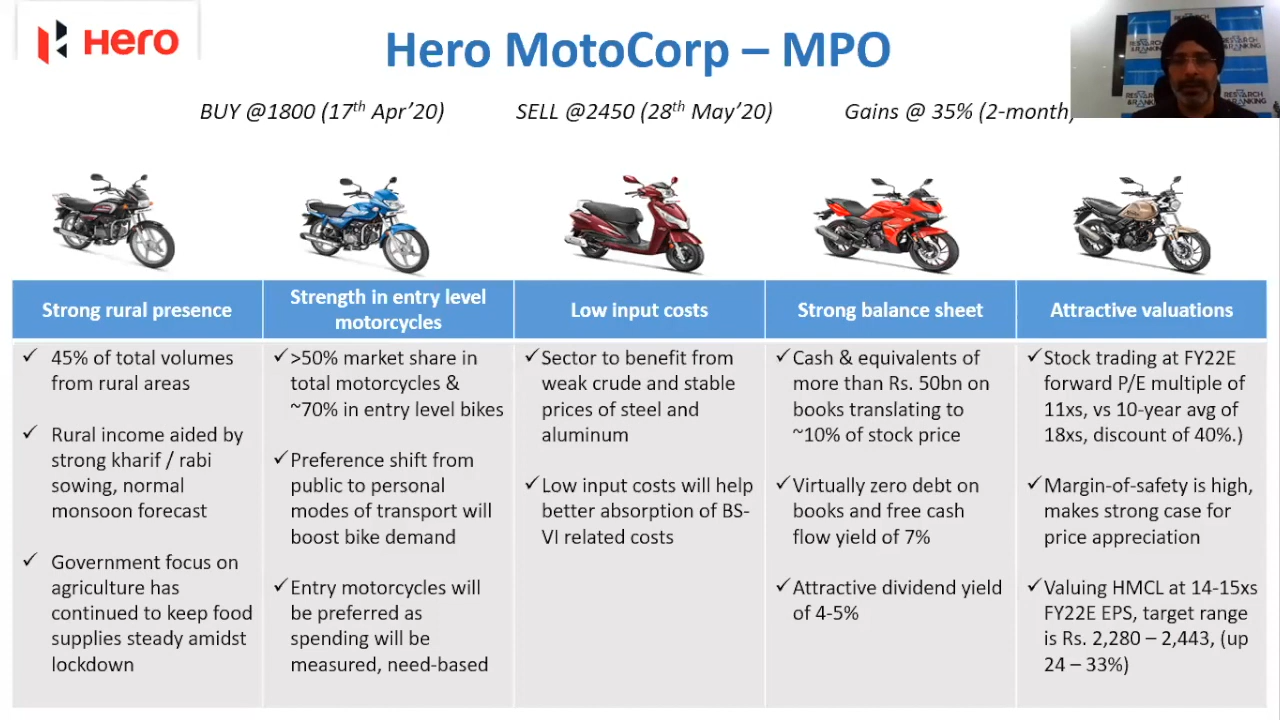 HERO
Hero MotoCorp – MPO
BUY @1800 (17th Apr’20)
SELL @2450 (28th May’20)
Gains @ 35% (2-month)
RESEARCH
&RANKING
RESEARCH
&RANKING
Strong rural presence
45% of total volumes
from rural areas
Rural income aided by
strong kharif / rabi
sowing, normal
monsoon forecast
Government focus on
agriculture has
continued to keep food
supplies steady amidst
lockdown
Strength in entry level
motorcycles
>50% market share in
total motorcycles &
~70% in entry level bikes
Preference shift from
public to personal
modes of transport will
boost bike demand
Entry motorcycles will
be preferred as
spending will be
measured, need-based
Low input costs
Sector to benefit from
weak crude and stable
prices of steel and
aluminum
Low input costs will help
better absorption of BS-
VI related costs
Strong balance sheet
Cash & equivalents of
more than Rs. 50bn on
books translating to
~10% of stock price
Virtually zero debt on
books and free cash
flow yield of 7%
Attractive dividend yield
of 4-5%
Attractive valuations
Stock trading at FY22E
forward P/E multiple of
11xs, vs 10-year avg of
18xs, discount of 40%.)
Margin-of-safety is high,
makes strong case for
price appreciation
Valuing HMCL at 14-15xs
FY22E EPS, target range
is Rs. 2,280 – 2,443, (up
24 – 33%)